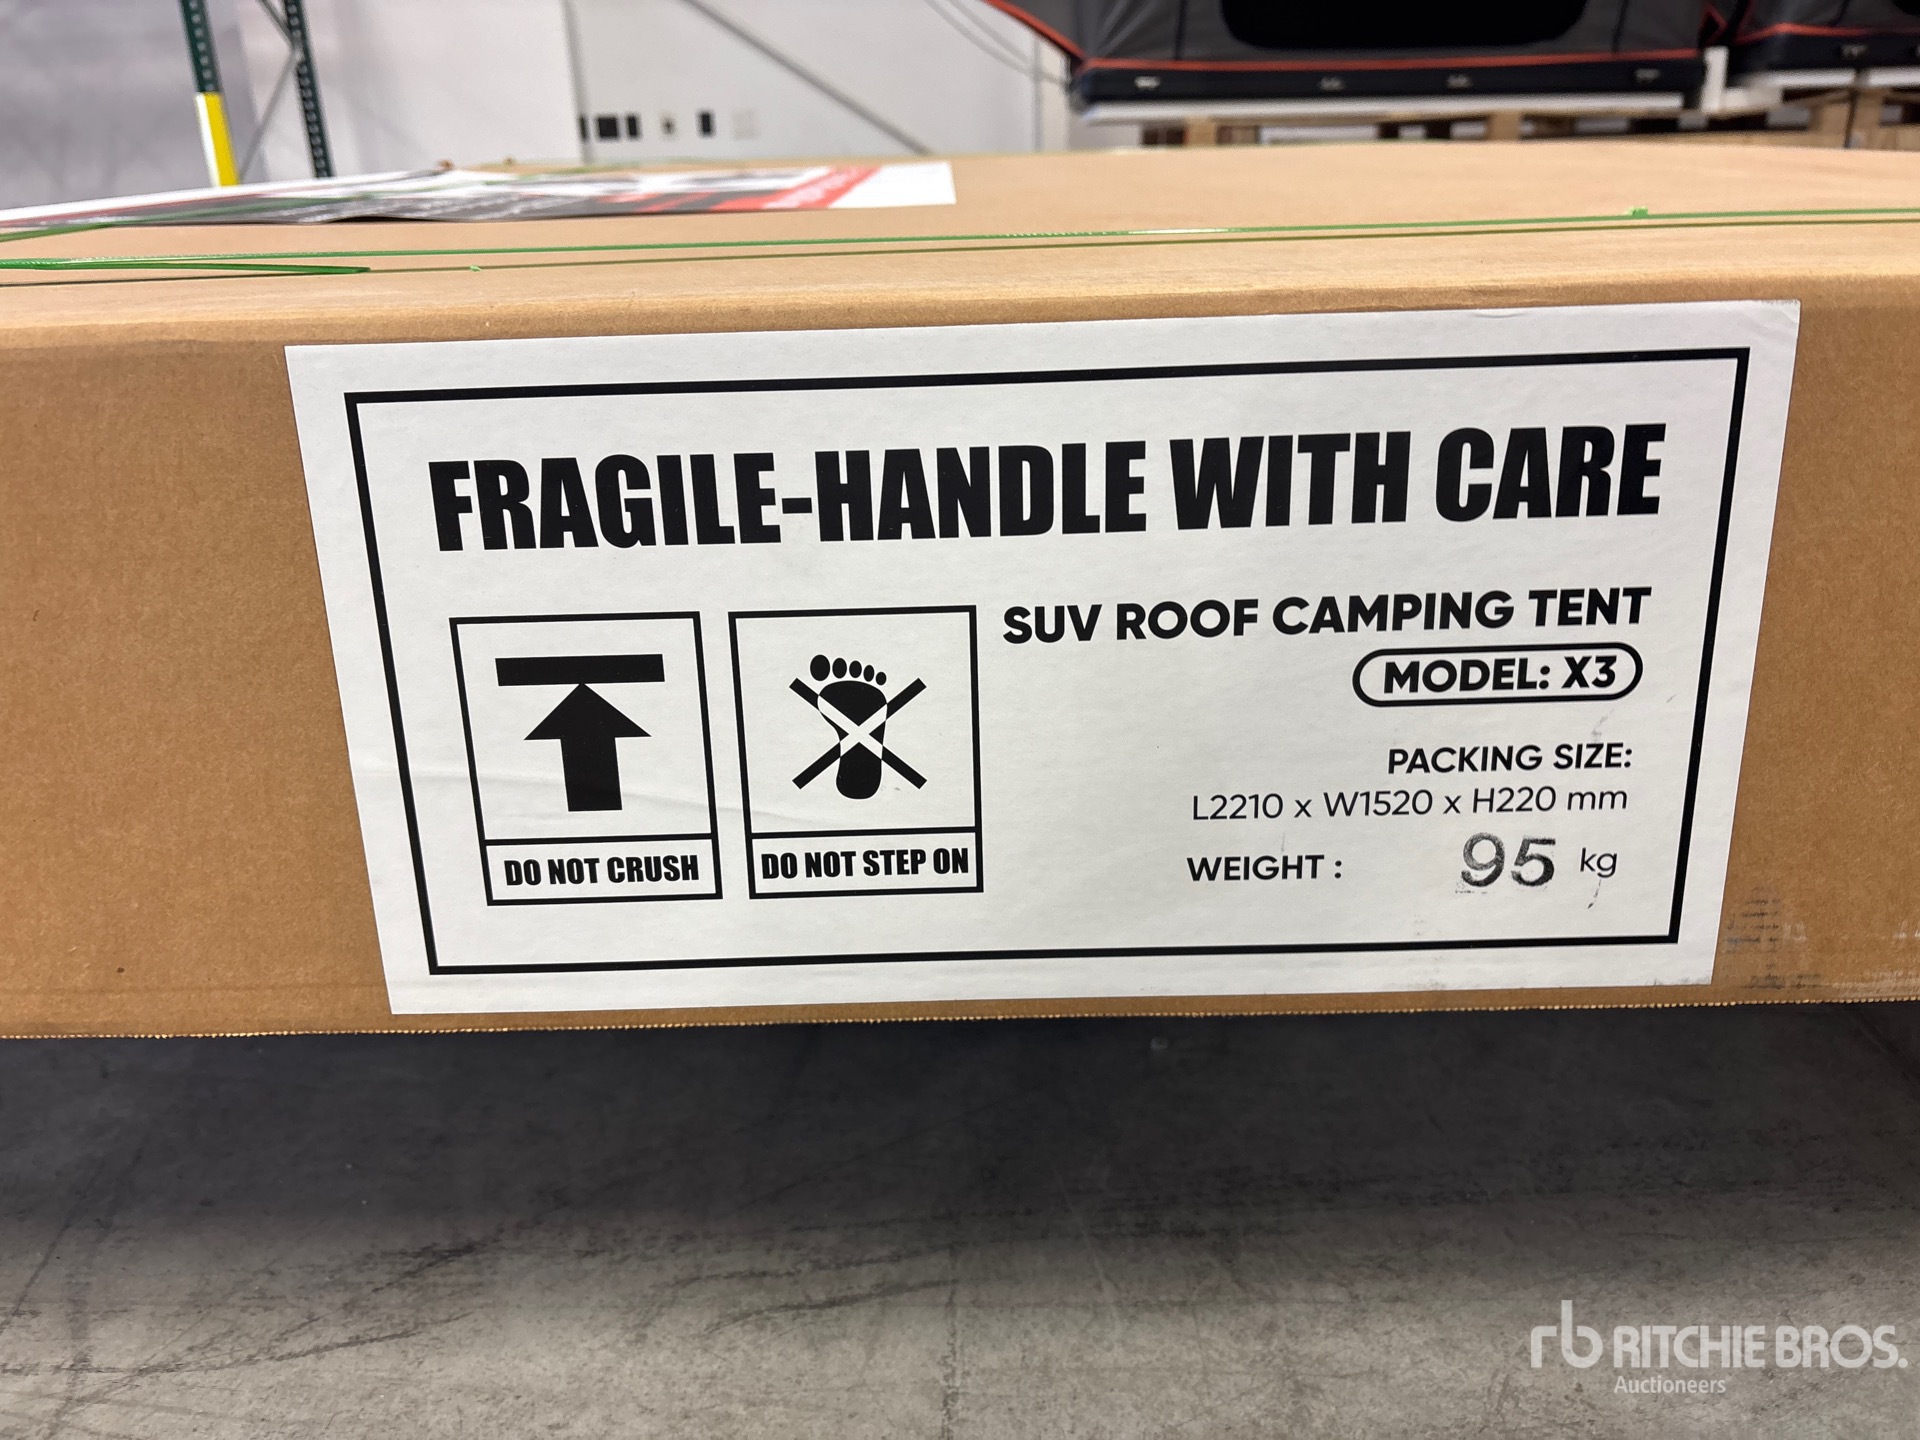 FRAGILE-HANDLE WITH CARE
SUV ROOF CAMPING TENT
MODEL: X3
PACKING SIZE:
L2210 x W1520 x H220 mm
WEIGHT : 95 kg
DO NOT CRUSH
DO NOT STEP ON
rb RITCHIE BROS.
Auctioneers